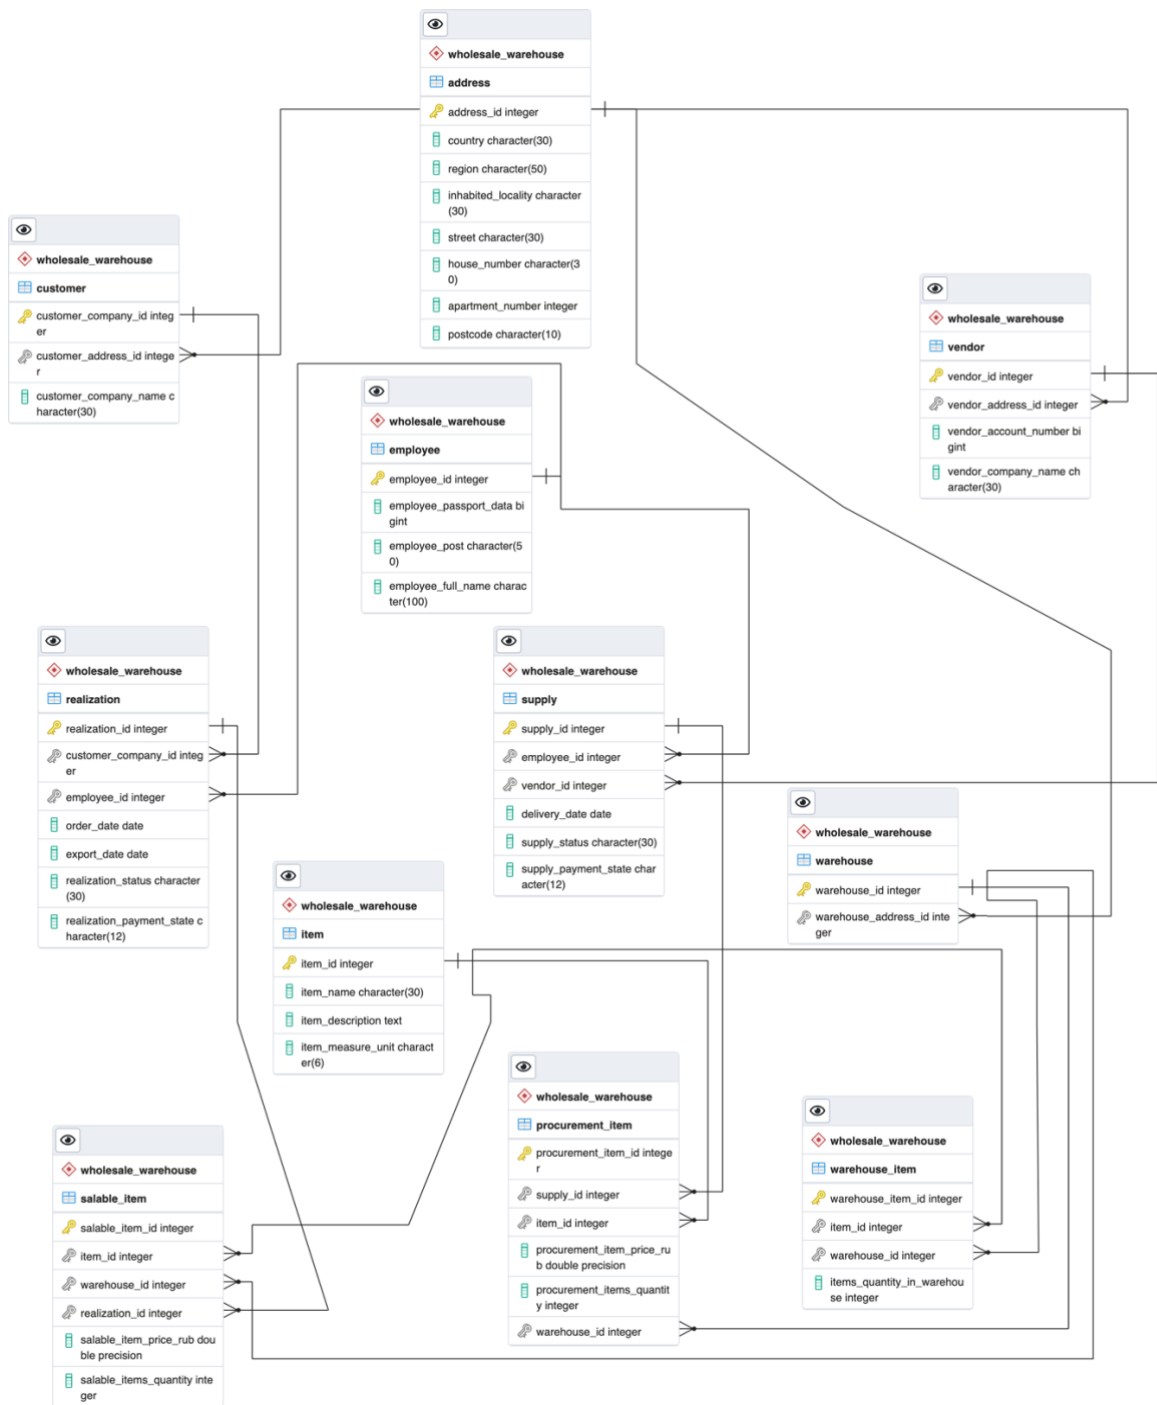 wholesale_warehouse
address
address_id integer
country character(30)
region character(50)
inhabited_locality character
(30)
street character(30)
house_number character(3
0)
apartment_number integer
postcode character(10)
wholesale_warehouse
customer
customer_company_id integ
er
customer_address_id intege
r
customer_company_name c
haracter(30)
wholesale_warehouse
vendor
vendor_id integer
vendor_address_id integer
vendor_account_number bi
gint
vendor_company_name ch
aracter(30)
wholesale_warehouse
employee
employee_id integer
employee_passport_data bi
gint
employee_post character(5
0)
employee_full_name charac
ter(100)
wholesale_warehouse
realization
realization_id integer
customer_company_id integ
er
employee_id integer
order_date date
export_date date
realization_status character
(30)
realization_payment_state c
haracter(12)
wholesale_warehouse
supply
supply_id integer
employee_id integer
vendor_id integer
delivery_date date
supply_status character(30)
supply_payment_state char
acter(12)
wholesale_warehouse
warehouse
warehouse_id integer
warehouse_address_id inte
ger
wholesale_warehouse
item
item_id integer
item_name character(30)
item_description text
item_measure_unit charact
er(6)
wholesale_warehouse
procurement_item
procurement_item_id intege
r
supply_id integer
item_id integer
procurement_item_price_ru
b double precision
procurement_items_quantit
y integer
warehouse_id integer
wholesale_warehouse
warehouse_item
warehouse_item_id integer
item_id integer
warehouse_id integer
items_quantity_in_warehou
se integer
wholesale_warehouse
salable_item
salable_item_id integer
item_id integer
warehouse_id integer
realization_id integer
salable_item_price_rub dou
ble precision
salable_items_quantity inte
ger